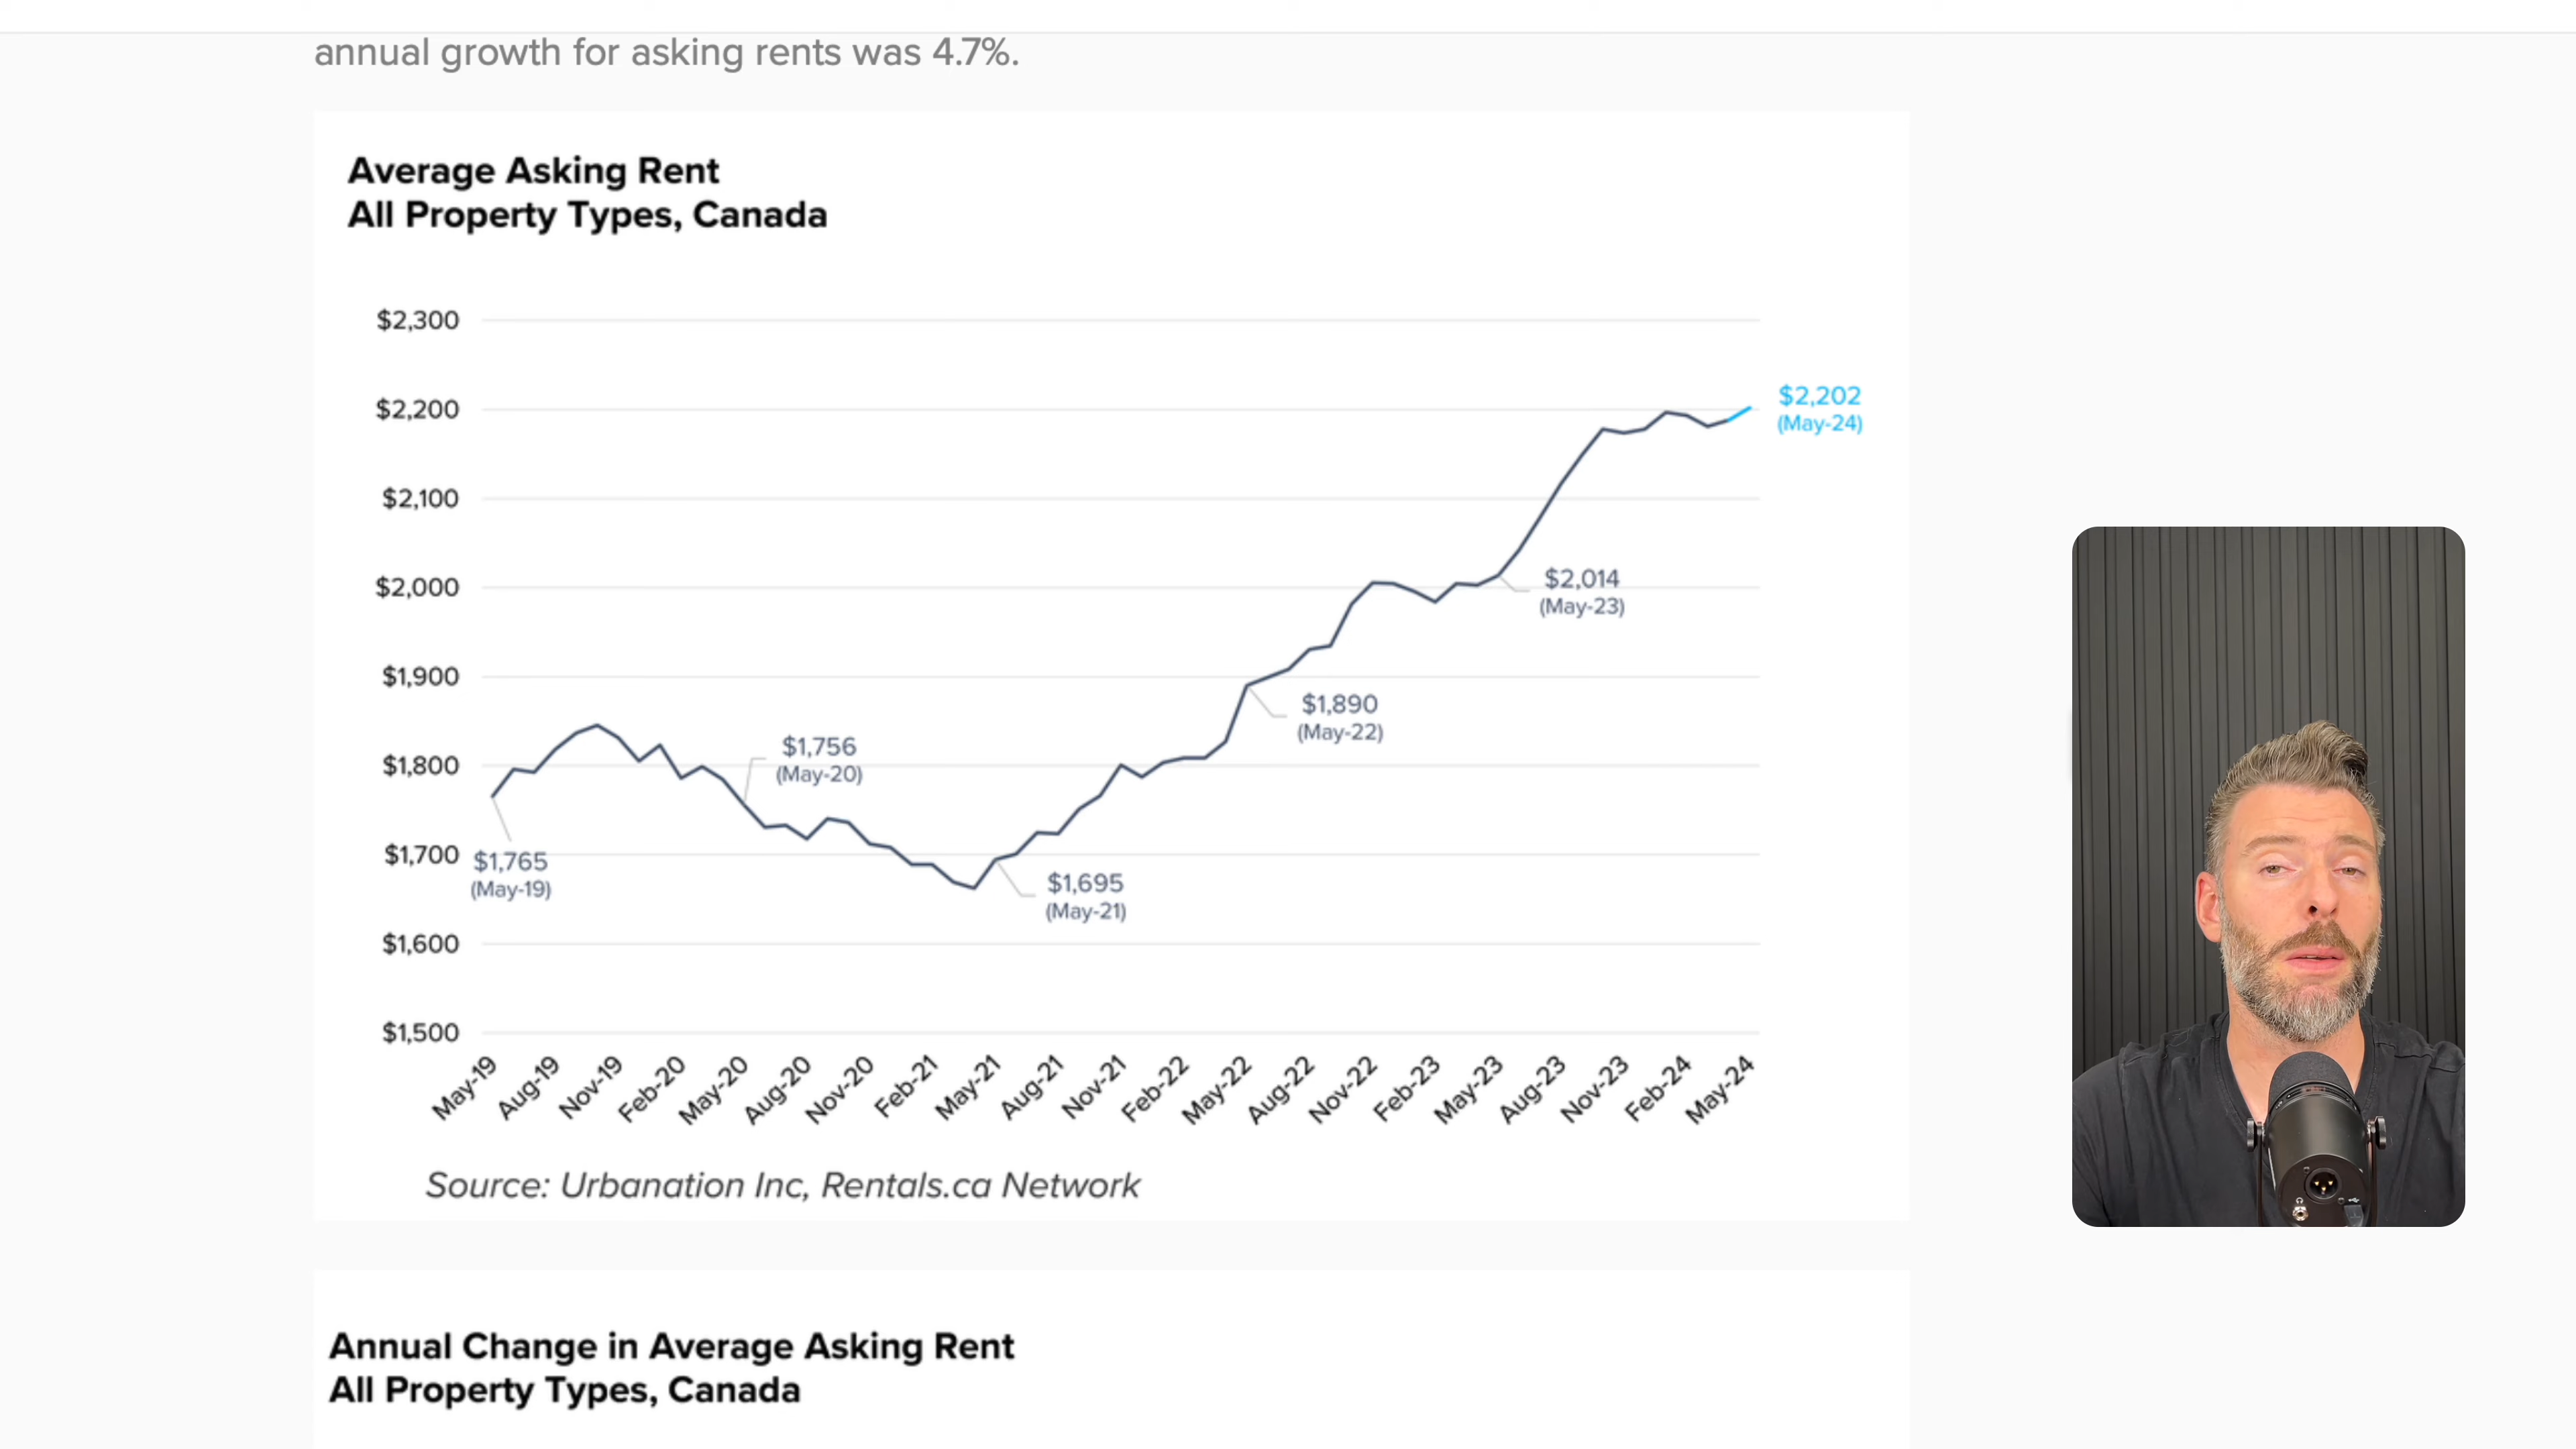 annual growth for asking rents was 4.7%.
Average Asking Rent
All Property Types, Canada
$2,300
$2,200
$2,100
$2,000
$1,900
$1,800
$1,700
$1,600
$1,500
$1,765
(May-19)
$1,756
(May-20)
$1,695
(May-21)
$1,890
(May-22)
$2,014
(May-23)
$2,202
(May-24)
May-19
Aug-19
Nov-19
Feb-20
May-20
Aug-20
Nov-20
Feb-21
May-21
Aug-21
Nov-21
Feb-22
May-22
Aug-22
Nov-22
Feb-23
May-23
Aug-23
Nov-23
Feb-24
May-24
Source: Urbanation Inc, Rentals.ca Network
Annual Change in Average Asking Rent
All Property Types, Canada